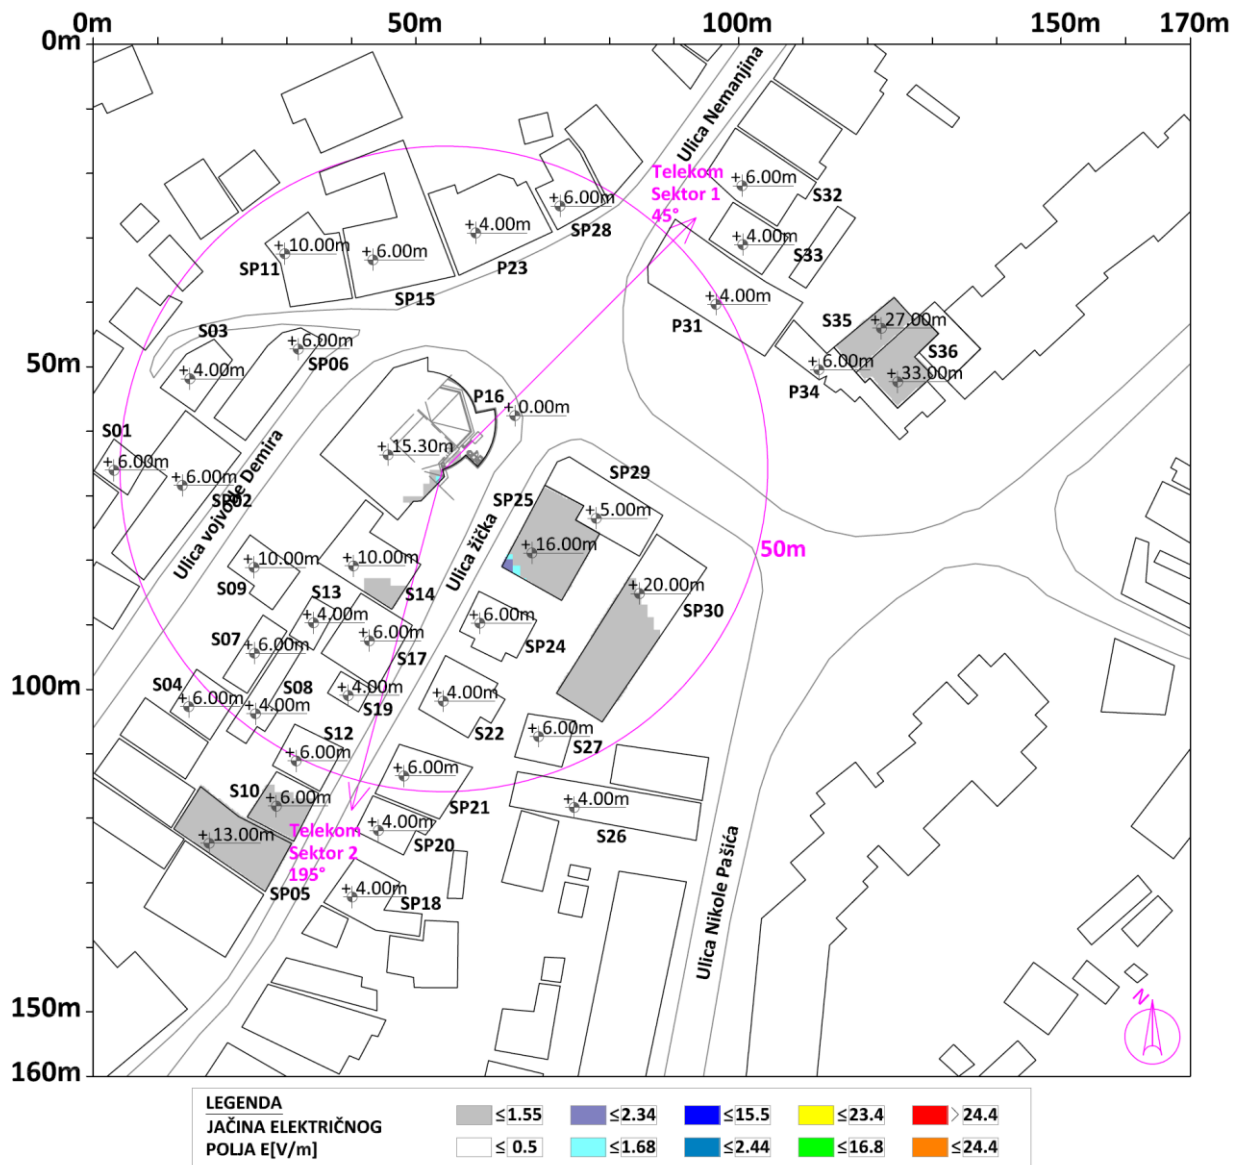 0m 50m 100m 150m 170m
0m
50m
100m
150m
160m
Ulica Nemanjina
Telekom
Sektor 1
45°
+6.00m
S32
+4.00m
S33
+6.00m
SP28
+4.00m
P23
+10.00m
SP11
+6.00m
SP15
+4.00m
P31
S35
+27.00m
S36
+33.00m
+6.00m
P34
S03
+4.00m
+6.00m
SP06
P16
+0.00m
+15.30m
S01
+6.00m
+6.00m
SP02
Ulica vojvode Demira
SP29
SP25
+5.00m
+16.00m
50m
Ulica žička
+10.00m
S09
+10.00m
S14
+20.00m
SP30
S13
+4.00m
+6.00m
SP24
S07
+6.00m
+6.00m
S17
S04
+6.00m
S08
+4.00m
+4.00m
S19
+4.00m
S22
S12
+6.00m
+6.00m
S27
+6.00m
SP21
S10
+6.00m
+4.00m
S26
+13.00m
SP05
Telekom
Sektor 2
195°
+4.00m
SP20
+4.00m
SP18
Ulica Nikole Pašića
N
LEGENDA
JAČINA ELEKTRIČNOG
POLJA E[V/m]
≤1.55 ≤2.34 ≤15.5 ≤23.4 >24.4
≤ 0.5 ≤1.68 ≤2.44 ≤16.8 ≤24.4